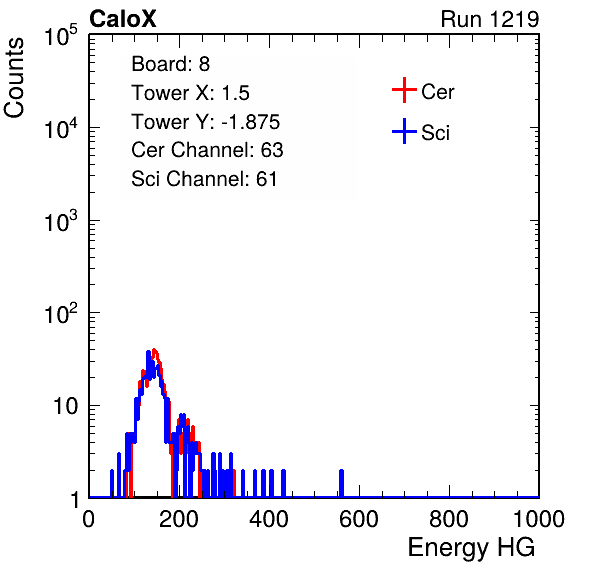 CaloX Run 1219
Counts
Board: 8
Tower X: 1.5
Tower Y: -1.875
Cer Channel: 63
Sci Channel: 61
Cer
Sci
10^5
10^4
10^3
10^2
10
1
0 200 400 600 800 1000
Energy HG